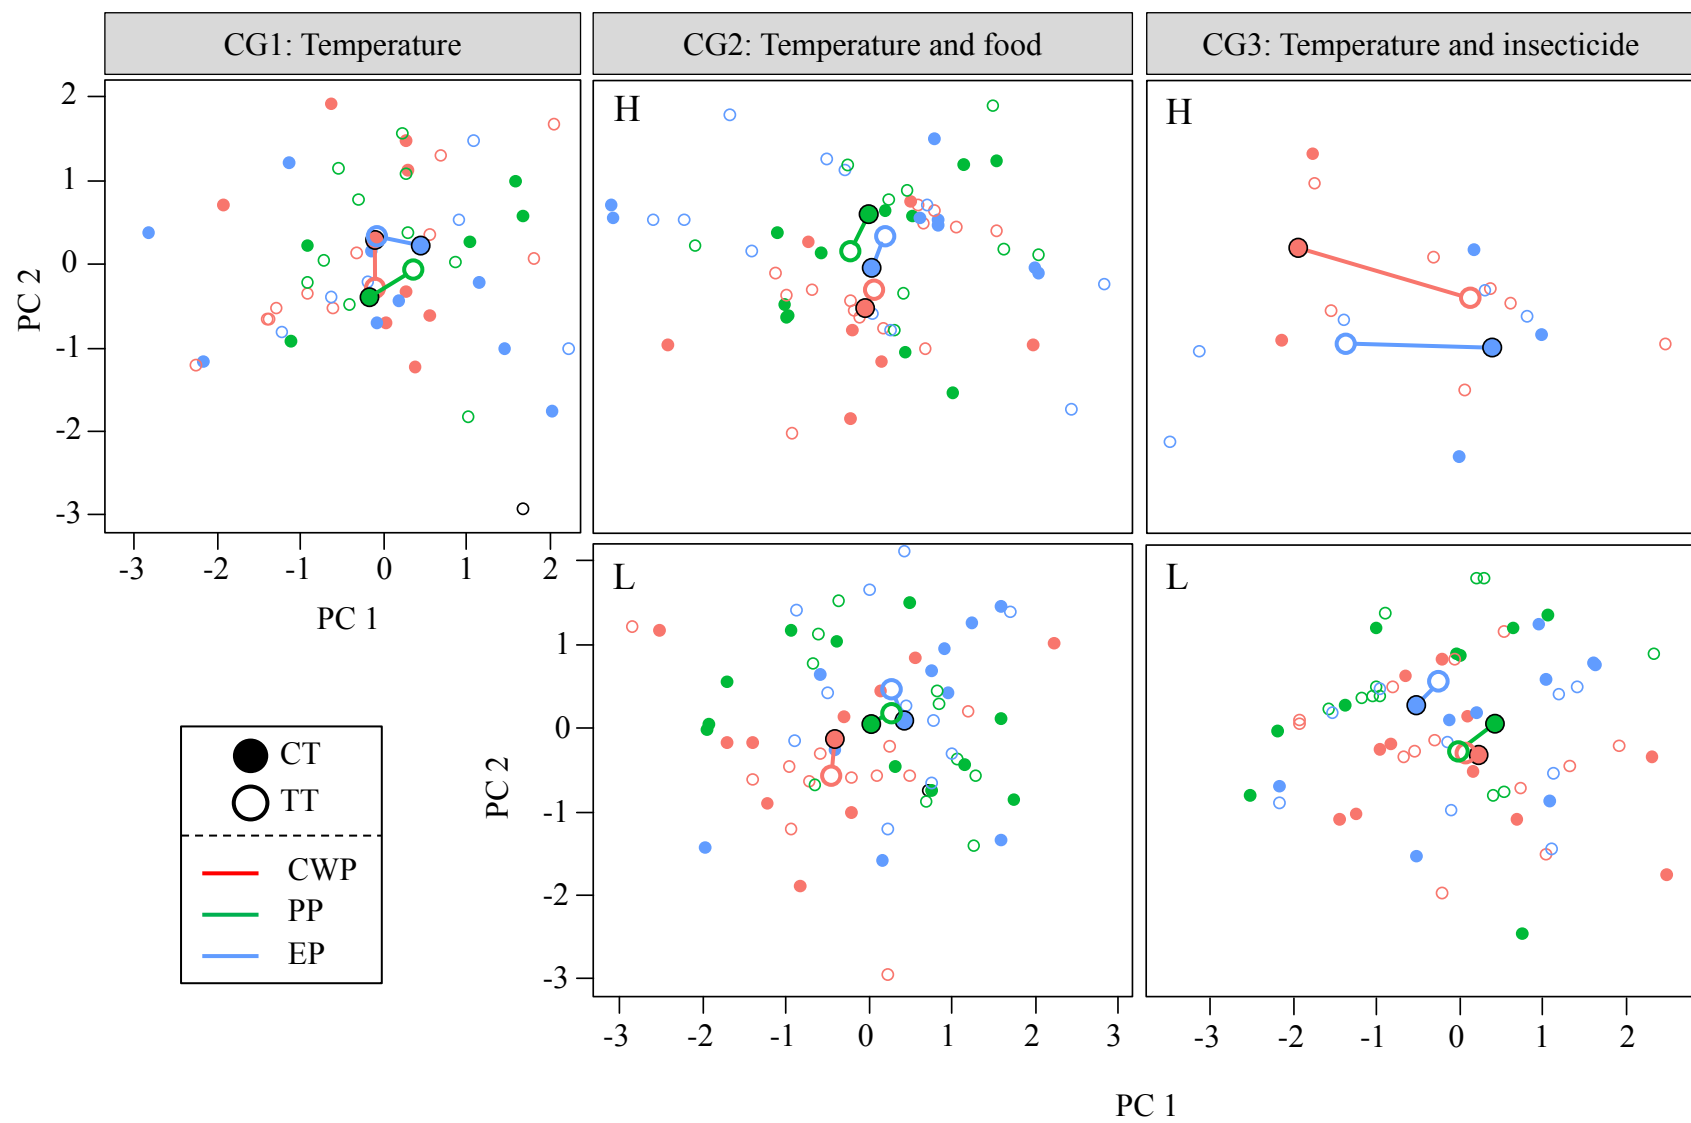 CG1: Temperature
CG2: Temperature and food
CG3: Temperature and insecticide
H
H
2
1
0
-1
-2
-3
PC 2
-3
-2
-1
0
1
2
PC 1
L
L
1
0
-1
-2
-3
PC 2
CT
TT
CWP
PP
EP
-3
-2
-1
0
1
2
3
-3
-2
-1
0
1
2
PC 1